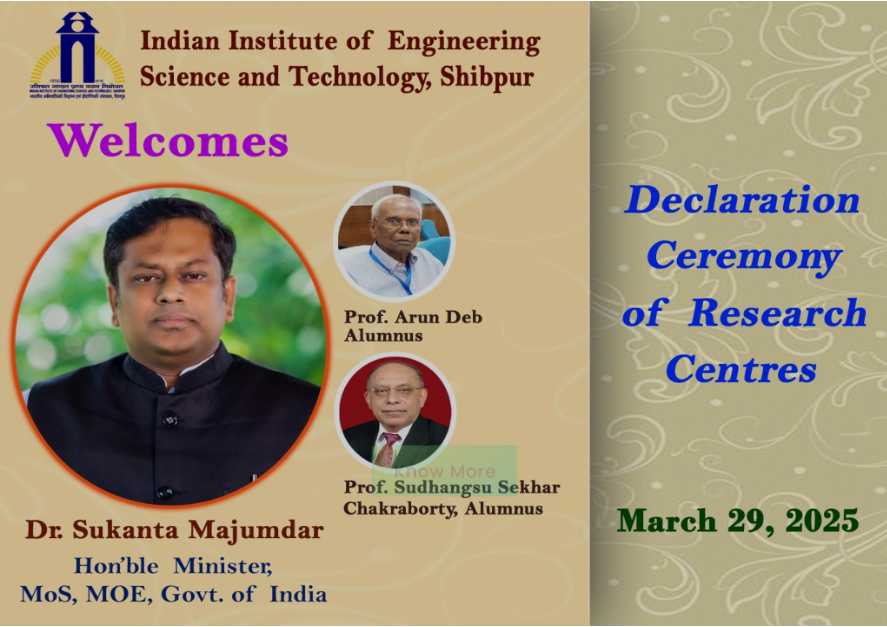 Indian Institute of Engineering
Science and Technology, Shibpur
Welcomes
Prof. Arun Deb
Alumnus
Know More
Prof. Sudhangsu Sekhar
Chakraborty, Alumnus
Dr. Sukanta Majumdar
Hon'ble Minister,
MoS, MOE, Govt. of India
Declaration
Ceremony
of Research
Centres
March 29, 2025